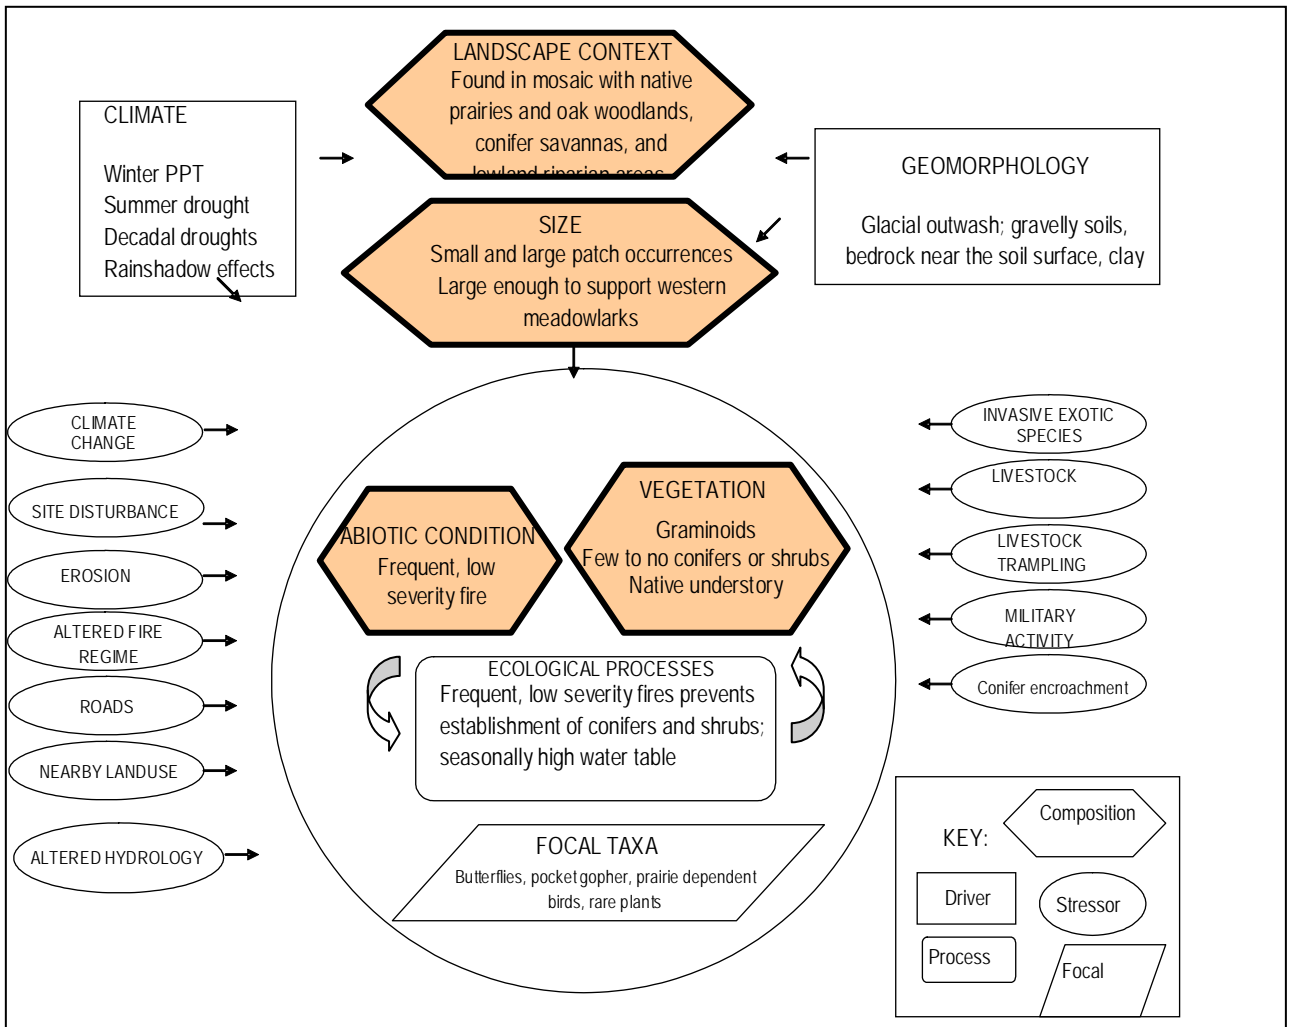 LANDSCAPE CONTEXT
Found in mosaic with native
prairies and oak woodlands,
conifer savannas, and
lowland riparian areas
CLIMATE
Winter PPT
Summer drought
Decadal droughts
Rainshadow effects
GEOMORPHOLOGY
Glacial outwash; gravelly soils,
bedrock near the soil surface, clay
SIZE
Small and large patch occurrences
Large enough to support western
meadowlarks
CLIMATE
CHANGE
SITE DISTURBANCE
EROSION
ALTERED FIRE
REGIME
ROADS
NEARBY LANDUSE
ALTERED HYDROLOGY
ABIOTIC CONDITION
Frequent, low
severity fire
VEGETATION
Graminoids
Few to no conifers or shrubs
Native understory
ECOLOGICAL PROCESSES
Frequent, low severity fires prevents
establishment of conifers and shrubs;
seasonally high water table
FOCAL TAXA
Butterflies, pocket gopher, prairie dependent
birds, rare plants
INVASIVE EXOTIC
SPECIES
LIVESTOCK
LIVESTOCK
TRAMPLING
MILITARY
ACTIVITY
Conifer encroachment
KEY:
Composition
Driver
Stressor
Process
Focal